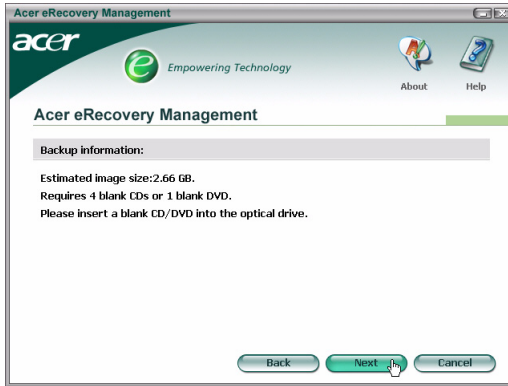 Acer eRecovery Management
acer
e
Empowering Technology
About
Help
Acer eRecovery Management
Backup information:
Estimated image size:2.66 GB.
Requires 4 blank CDs or 1 blank DVD.
Please insert a blank CD/DVD into the optical drive.
Back
Next
Cancel